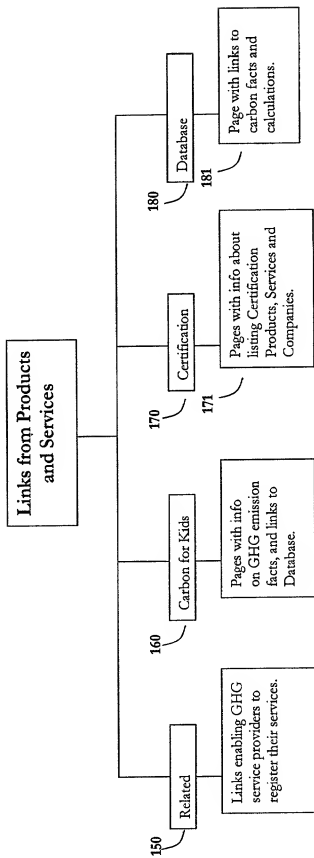 Links from Products
and Services
150
Related
Links enabling GHG
service providers to
register their services.
160
Carbon for Kids
Pages with info
on GHG emission
facts, and links to
Database.
170
Certification
171
Pages with info about
listing Certification
Products, Services and
Companies.
180
Database
181
Page with links to
carbon facts and
calculations.